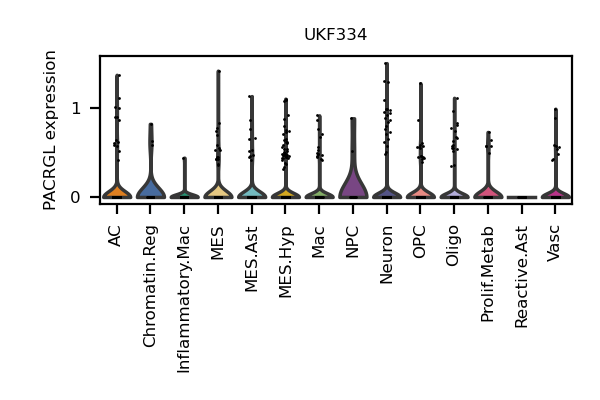 UKF334
PACRGL expression
1
0
AC
Chromatin.Reg
Inflammatory.Mac
MES
MES.Ast
MES.Hyp
Mac
NPC
Neuron
OPC
Oligo
Prolif.Metab
Reactive.Ast
Vasc